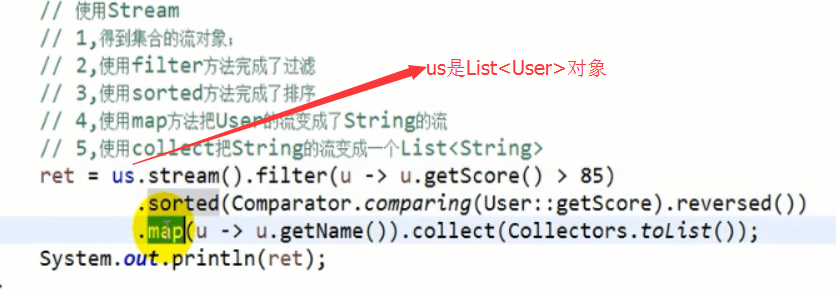 // 使用Stream
// 1,得到集合的流对象;
// 2,使用filter方法完成了过滤
// 3,使用sorted方法完成了排序
// 4,使用map方法把User的流变成了String的流
// 5,使用collect把String的流变成一个List<String>
ret = us.stream().filter(u -> u.getScore() > 85)
.sorted(Comparator.comparing(User::getScore).reversed())
.map(u -> u.getName()).collect(Collectors.toList());
System.out.println(ret);
us是List<User>对象